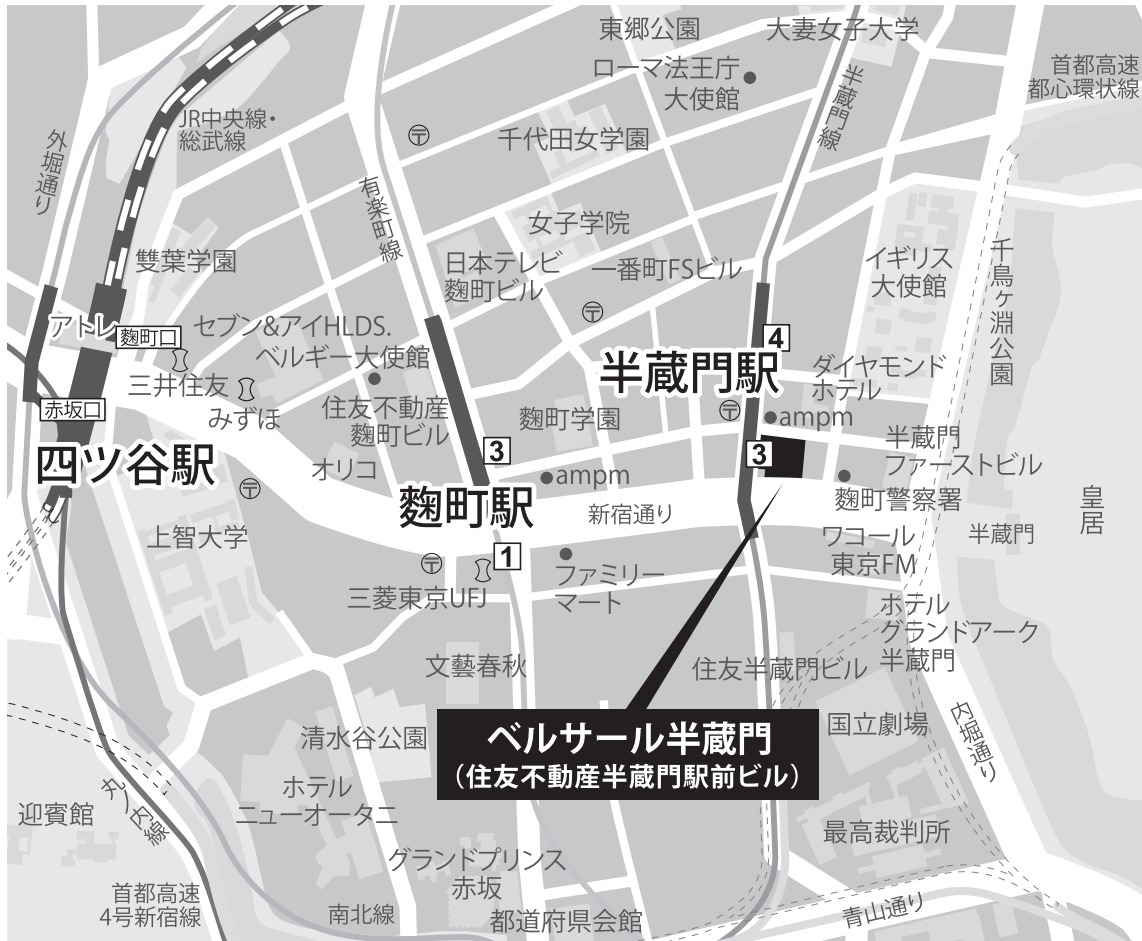 東郷公園
大妻女子大学
ローマ法王庁
大使館
半蔵門線
首都高速
都心環状線
JR中央線・
総武線
外堀通り
〒
千代田女学園
有楽町線
女子学院
雙葉学園
日本テレビ
麴町ビル
一番町FSビル
イギリス
大使館
千鳥ヶ淵公園
〒
アトレ
麴町口
セブン&アイHLDS.
ベルギー大使館
4
半蔵門駅
ダイヤモンド
ホテル
三井住友
みずほ
赤坂口
住友不動産
麴町ビル
麴町学園
〒
ampm
四ツ谷駅
オリコ
3
ampm
3
半蔵門
ファーストビル
〒
麴町駅
新宿通り
麴町警察署
皇居
上智大学
1
ワコール
東京FM
半蔵門
〒
三菱東京UFJ
ファミリー
マート
ホテル
グランドアーク
半蔵門
文藝春秋
住友半蔵門ビル
清水谷公園
ベルサール半蔵門
（住友不動産半蔵門駅前ビル）
国立劇場
内堀通り
迎賓館
丸ノ内線
ホテル
ニューオータニ
最高裁判所
グランドプリンス
赤坂
首都高速
4号新宿線
南北線
都道府県会館
青山通り